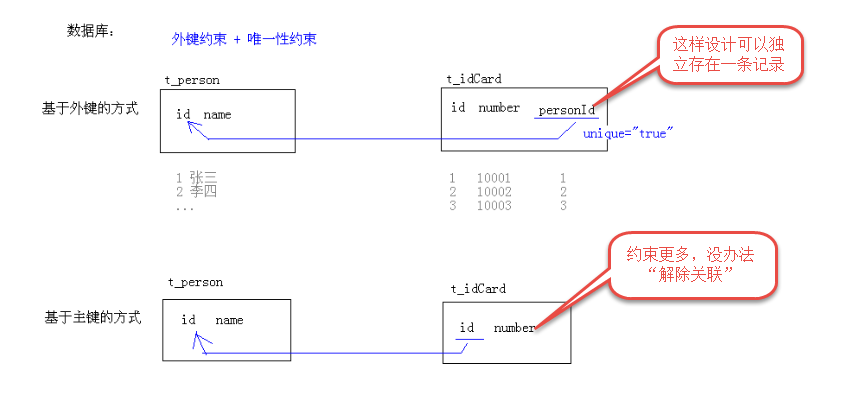 数据库:
外键约束 + 唯一性约束
这样设计可以独
立存在一条记录
t_person
t_idCard
基于外键的方式
id name
id number personId
unique="true"
1 张三
2 李四
...
1 10001 1
2 10002 2
3 10003 3
约束更多，没办法
“解除关联”
t_person
t_idCard
基于主键的方式
id name
id number